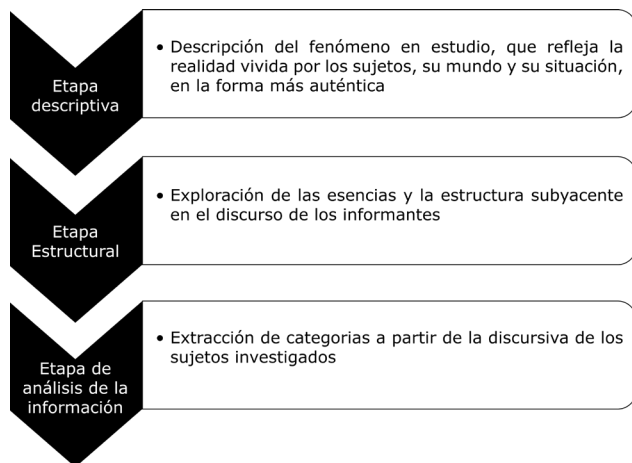 Etapa
descriptiva
• Descripción del fenómeno en estudio, que refleja la
realidad vivida por los sujetos, su mundo y su situación,
en la forma más auténtica
Etapa
Estructural
• Exploración de las esencias y la estructura subyacente
en el discurso de los informantes
Etapa de
análisis de la
información
• Extracción de categorias a partir de la discursiva de los
sujetos investigados